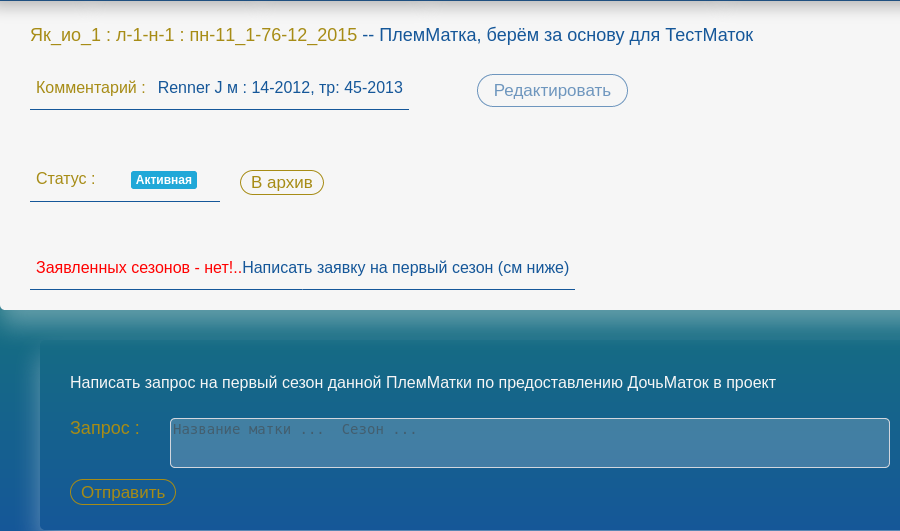 Як_ио_1 : л-1-н-1 : пн-11_1-76-12_2015 -- ПлемМатка, берём за основу для ТестМаток
Комментарий : Renner J м : 14-2012, тр: 45-2013 Редактировать
Статус : Активная В архив
Заявленных сезонов - нет!..Написать заявку на первый сезон (см ниже)
Написать запрос на первый сезон данной ПлемМатки по предоставлению ДочьМаток в проект
Запрос : Название матки ... Сезон ...
Отправить